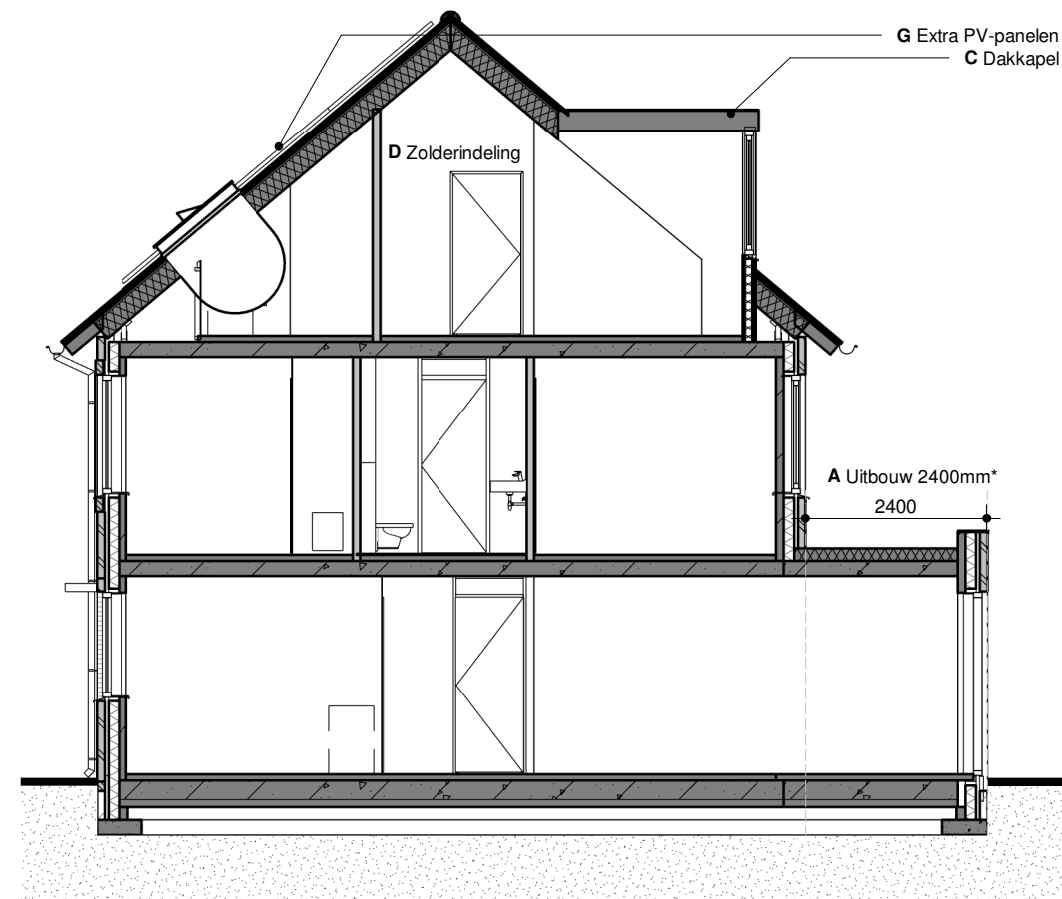 G Extra PV-panelen
C Dakkapel
D Zolderindeling
A Uitbouw 2400mm*
2400